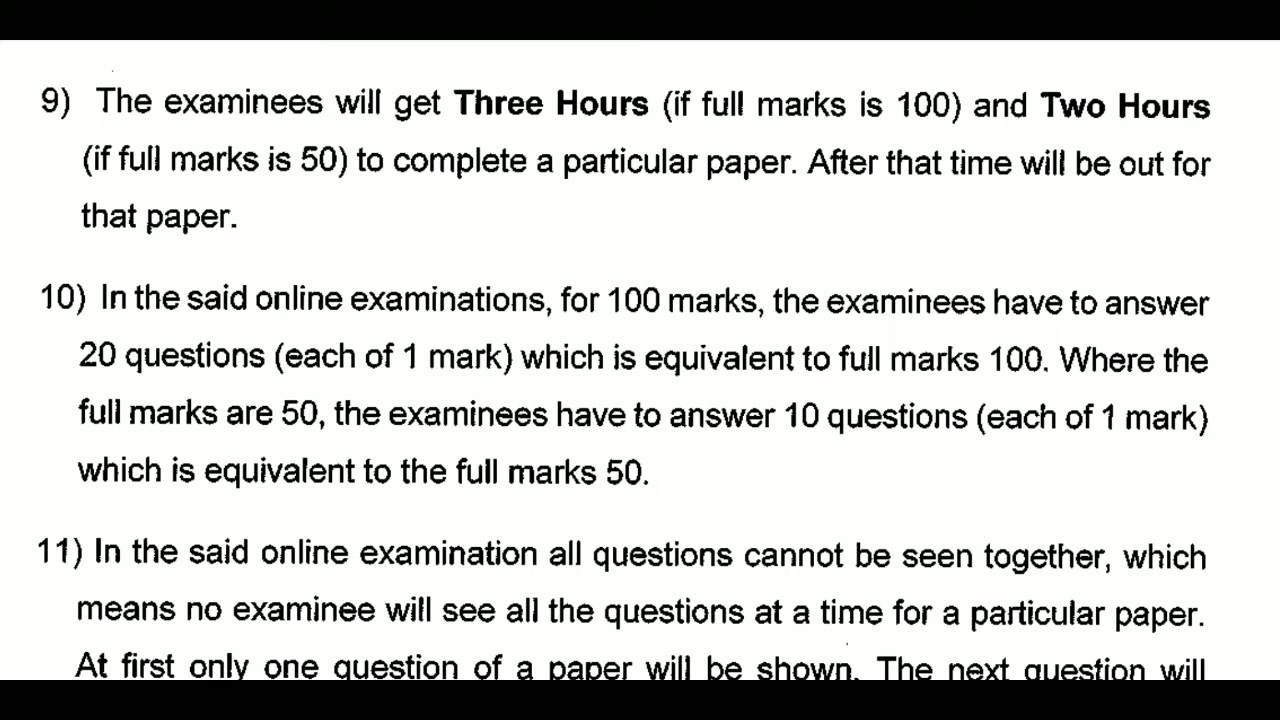 9) The examinees will get Three Hours (if full marks is 100) and Two Hours
(if full marks is 50) to complete a particular paper. After that time will be out for
that paper.
10) In the said online examinations, for 100 marks, the examinees have to answer
20 questions (each of 1 mark) which is equivalent to full marks 100. Where the
full marks are 50, the examinees have to answer 10 questions (each of 1 mark)
which is equivalent to the full marks 50.
11) In the said online examination all questions cannot be seen together, which
means no examinee will see all the questions at a time for a particular paper.
At first only one question of a paper will be shown. The next question will